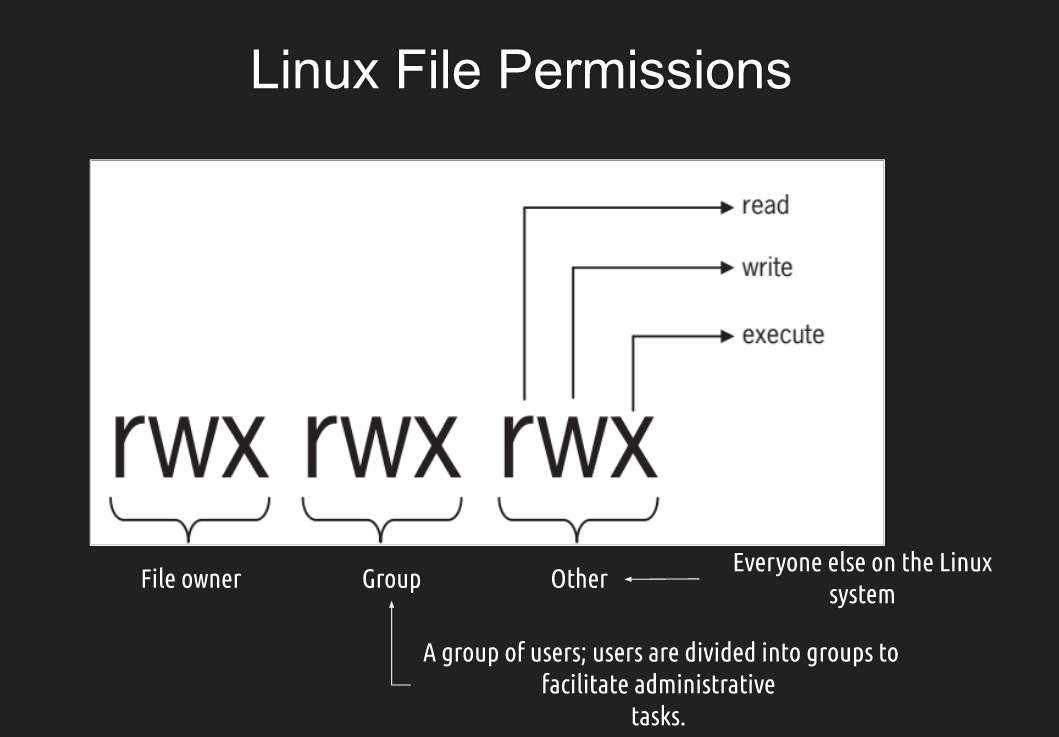 Linux File Permissions
read
write
execute
rwx rwx rwx
File owner
Group
Other
Everyone else on the Linux
system
A group of users; users are divided into groups to
facilitate administrative
tasks.